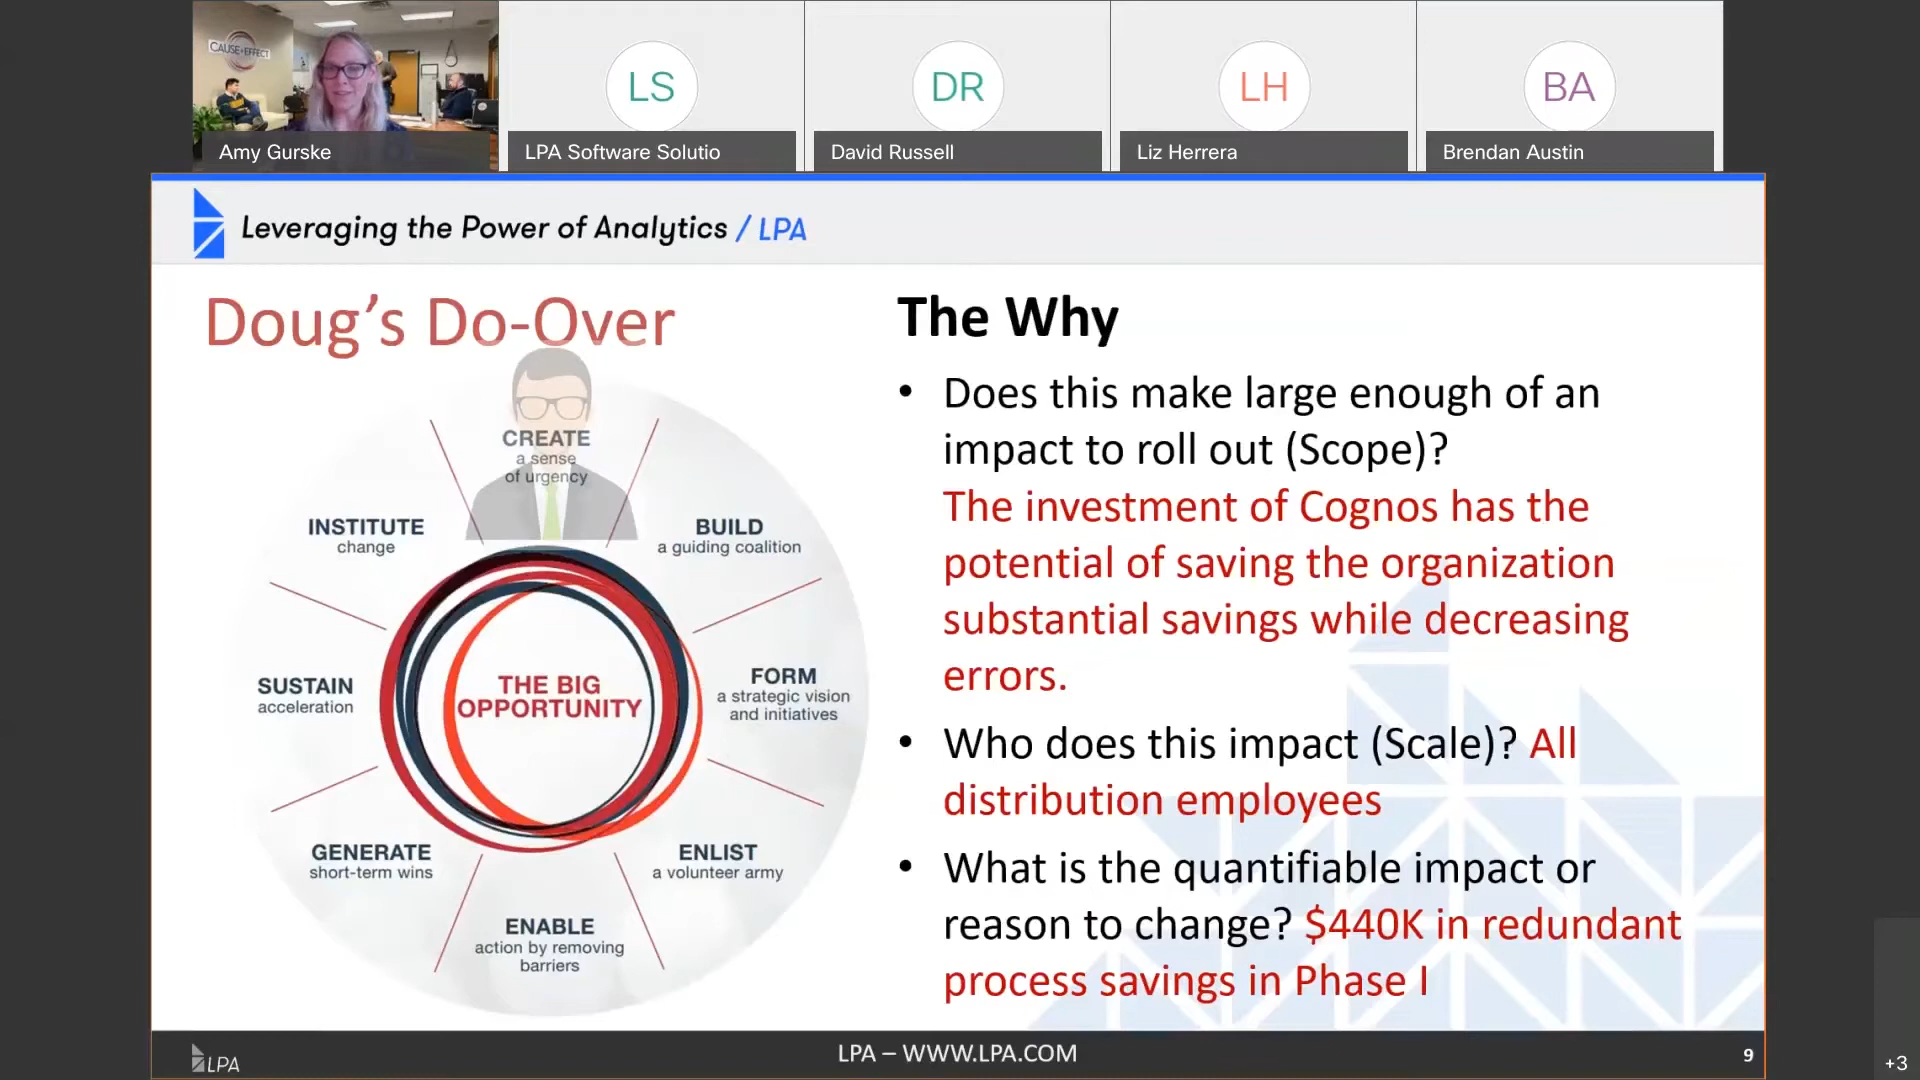 CAUSE+EFFECT
LS
DR
LH
BA
Amy Gurske
LPA Software Solutio
David Russell
Liz Herrera
Brendan Austin
Leveraging the Power of Analytics / LPA
Doug’s Do-Over
CREATE
a sense
of urgency
BUILD
a guiding coalition
FORM
a strategic vision
and initiatives
ENLIST
a volunteer army
ENABLE
action by removing
barriers
GENERATE
short-term wins
SUSTAIN
acceleration
INSTITUTE
change
THE BIG
OPPORTUNITY
The Why
• Does this make large enough of an
impact to roll out (Scope)?
The investment of Cognos has the
potential of saving the organization
substantial savings while decreasing
errors.
• Who does this impact (Scale)? All
distribution employees
• What is the quantifiable impact or
reason to change? $440K in redundant
process savings in Phase I
LPA
LPA – WWW.LPA.COM
9
+3